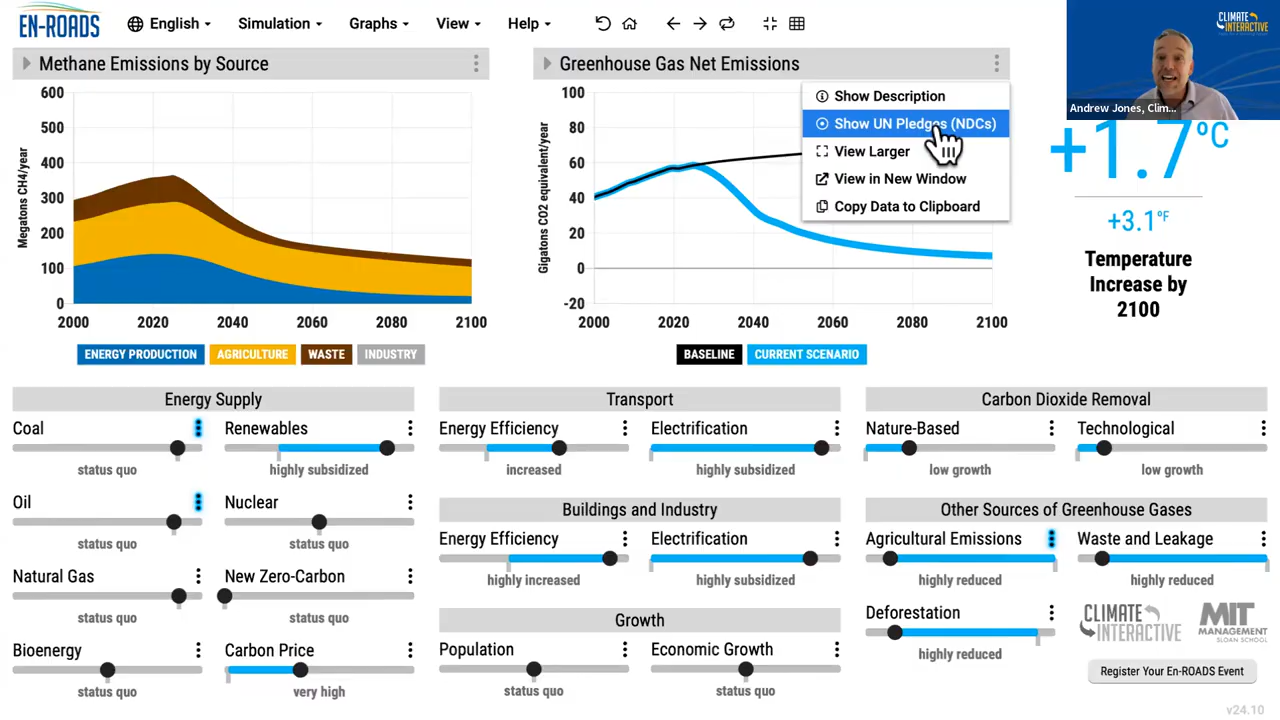 EN-ROADS
English
Simulation
Graphs
View
Help
CLIMATE
INTERACTIVE
Andrew Jones, Clim...
Methane Emissions by Source
Megatons CH4/year
600
500
400
300
200
100
0
2000 2020 2040 2060 2080 2100
ENERGY PRODUCTION AGRICULTURE WASTE INDUSTRY
Greenhouse Gas Net Emissions
Gigatons CO2 equivalent/year
100
80
60
40
20
0
-20
2000 2020 2040 2060 2080 2100
BASELINE CURRENT SCENARIO
Show Description
Show UN Pledges (NDCs)
View Larger
View in New Window
Copy Data to Clipboard
+1.7°C
+3.1°F
Temperature
Increase by
2100
Energy Supply
Coal
status quo
Renewables
highly subsidized
Oil
status quo
Nuclear
status quo
Natural Gas
status quo
New Zero-Carbon
status quo
Bioenergy
status quo
Carbon Price
very high
Transport
Energy Efficiency
increased
Electrification
highly subsidized
Buildings and Industry
Energy Efficiency
highly increased
Electrification
highly subsidized
Growth
Population
status quo
Economic Growth
status quo
Carbon Dioxide Removal
Nature-Based
low growth
Technological
low growth
Other Sources of Greenhouse Gases
Agricultural Emissions
highly reduced
Waste and Leakage
highly reduced
Deforestation
highly reduced
CLIMATE
INTERACTIVE
MIT
MANAGEMENT
SLOAN SCHOOL
Register Your En-ROADS Event
v24.10